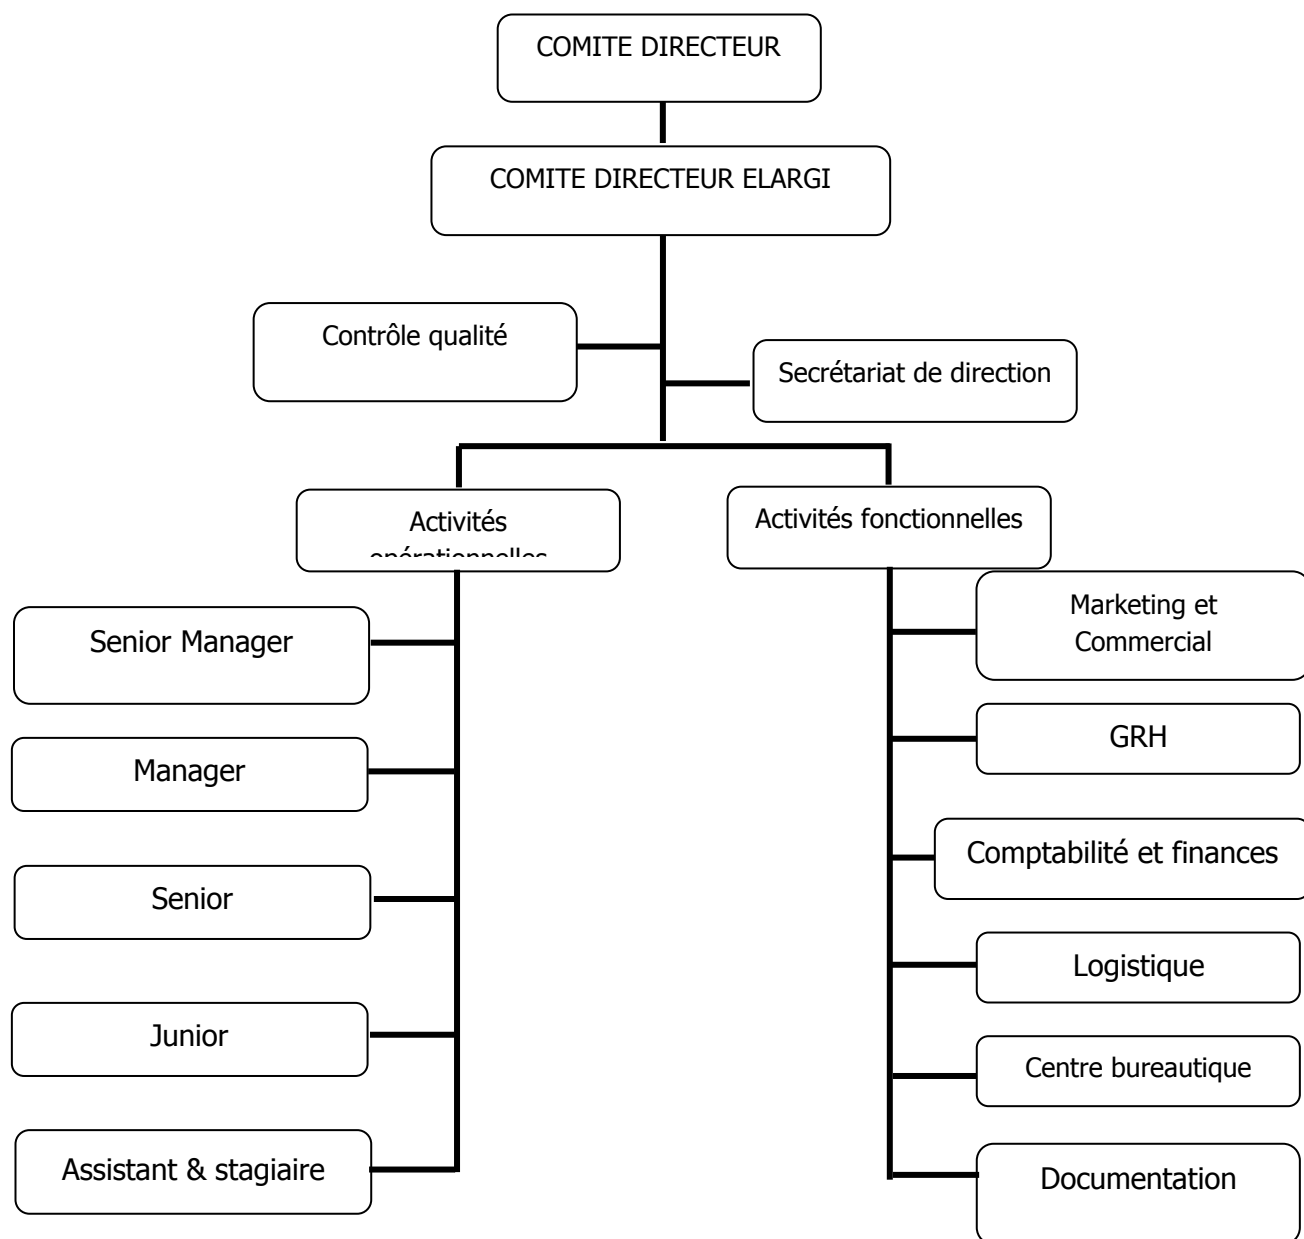 COMITE DIRECTEUR
COMITE DIRECTEUR ELARGI
Contrôle qualité
Secrétariat de direction
Activités
opérationnelles
Activités fonctionnelles
Senior Manager
Manager
Senior
Junior
Assistant & stagiaire
Marketing et
Commercial
GRH
Comptabilité et finances
Logistique
Centre bureautique
Documentation